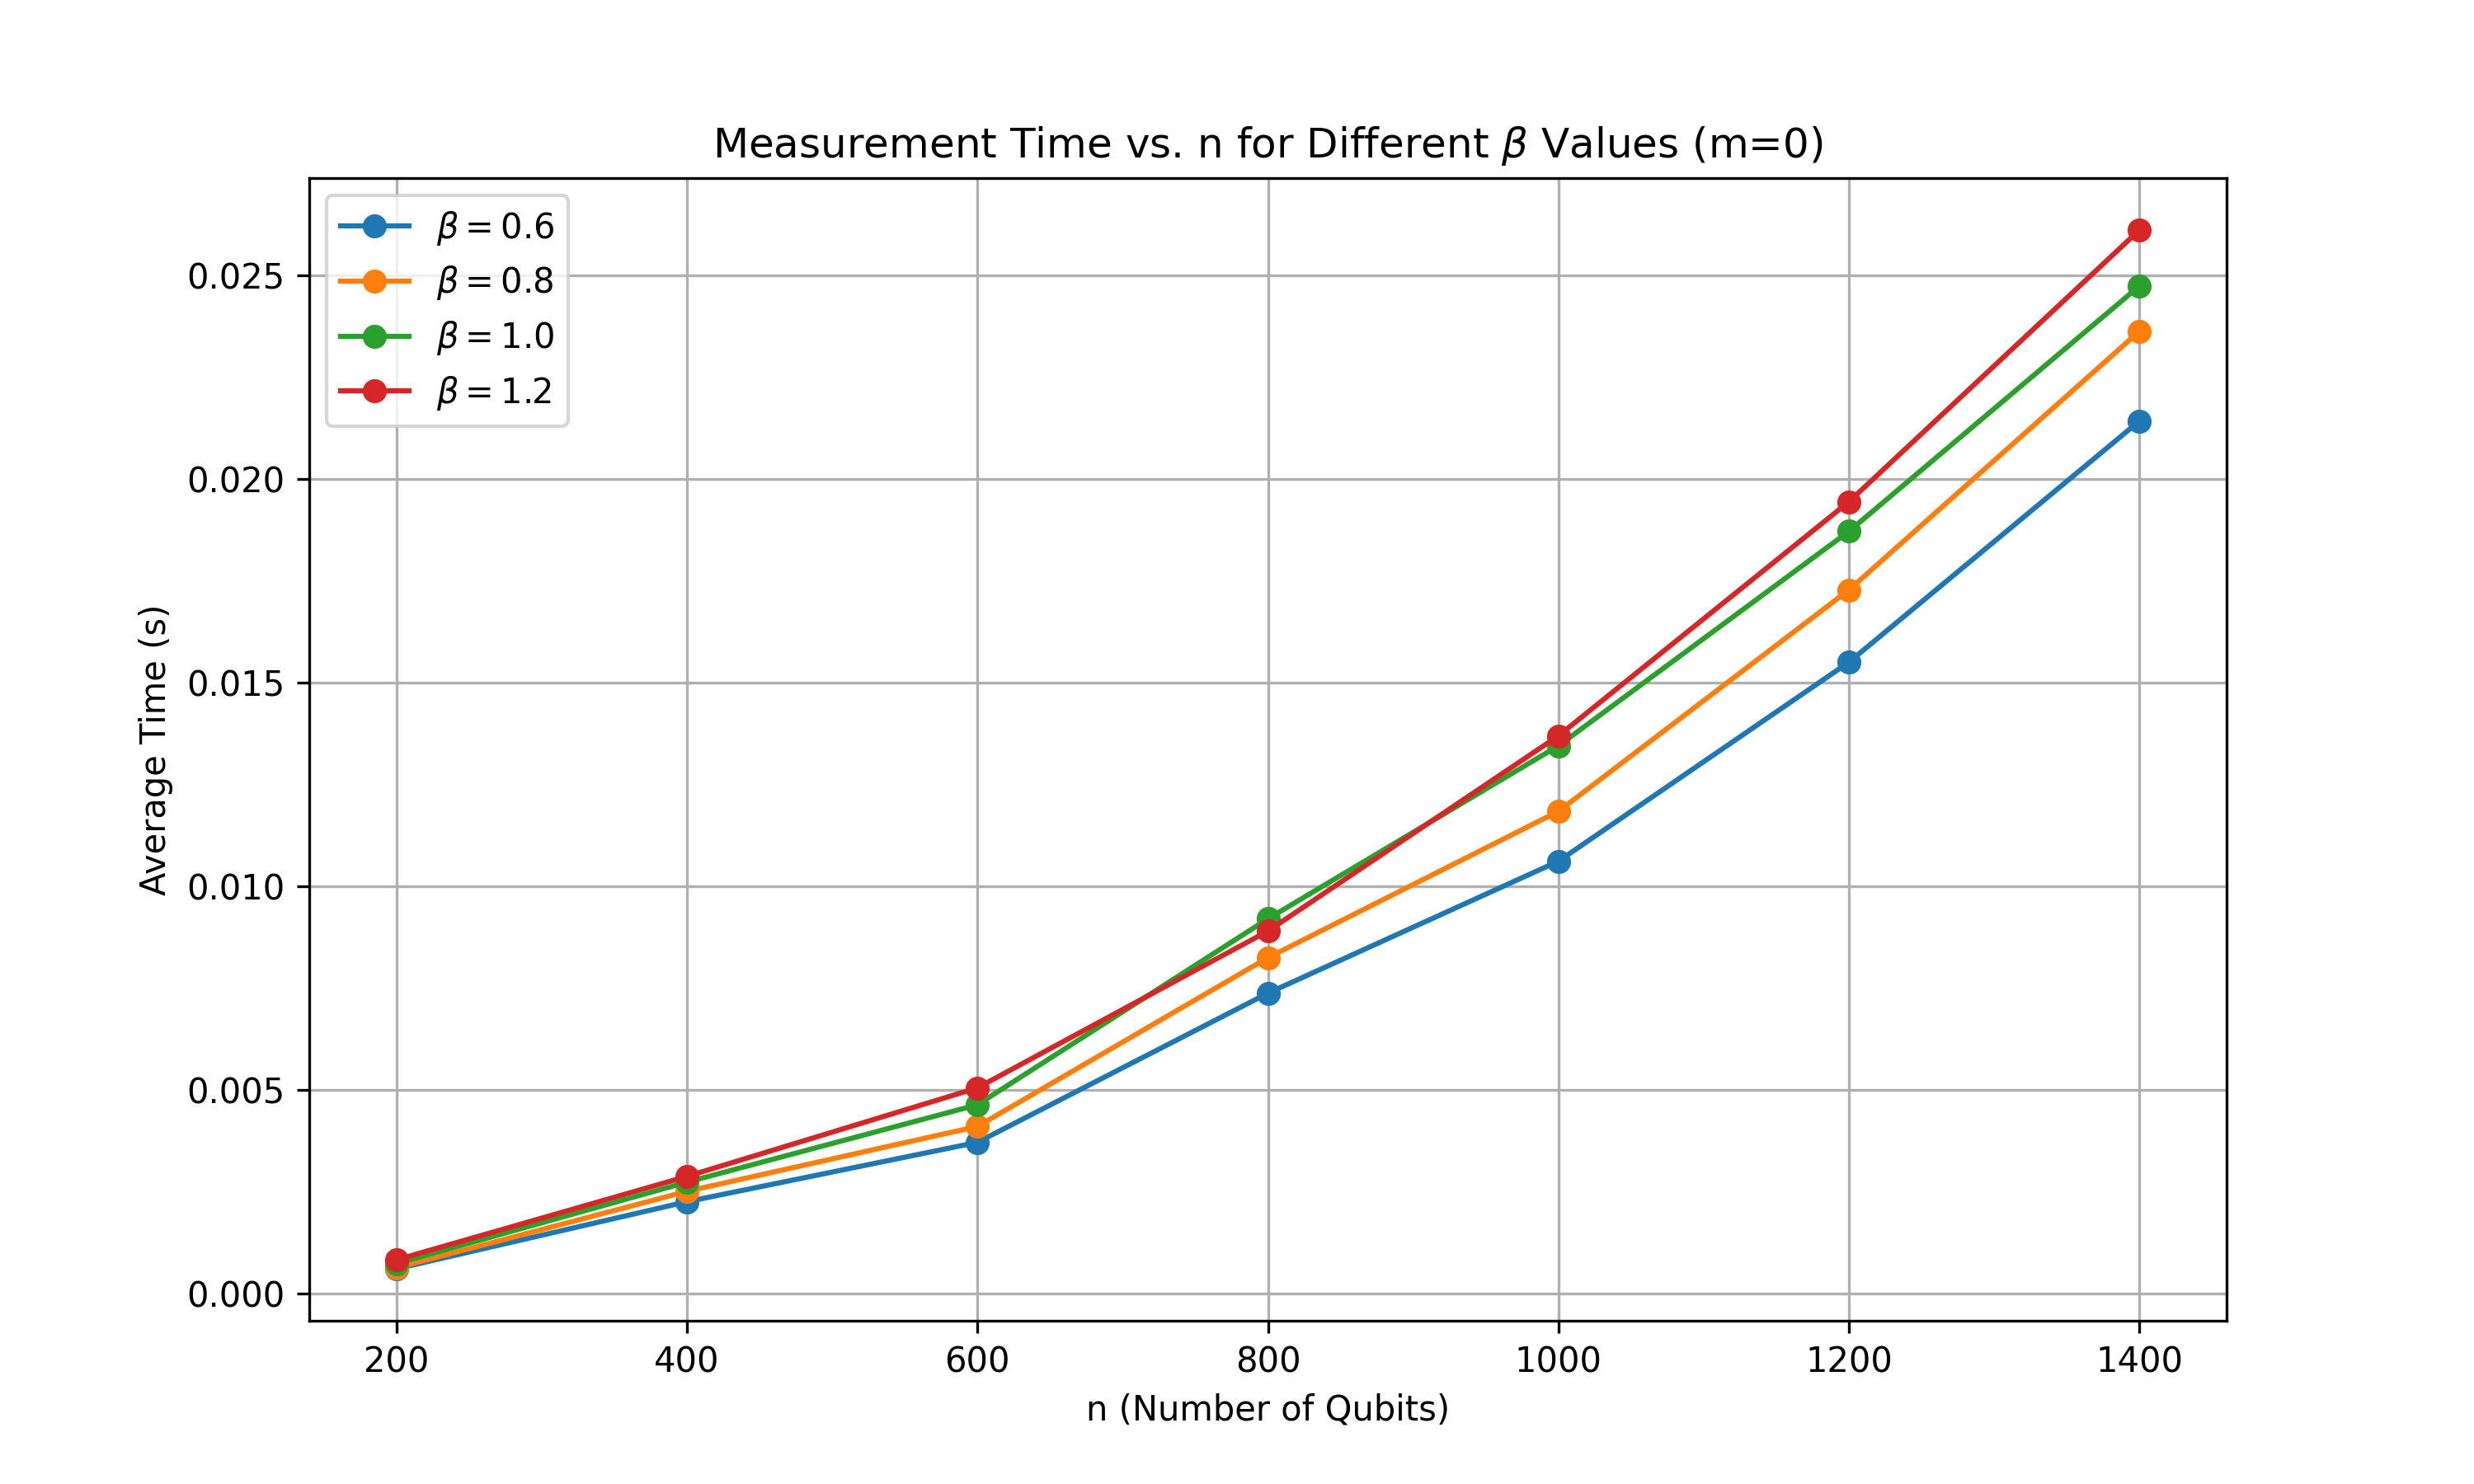 Measurement Time vs. n for Different β Values (m=0)
β = 0.6
β = 0.8
β = 1.0
β = 1.2
Average Time (s)
0.025
0.020
0.015
0.010
0.005
0.000
200 400 600 800 1000 1200 1400
n (Number of Qubits)